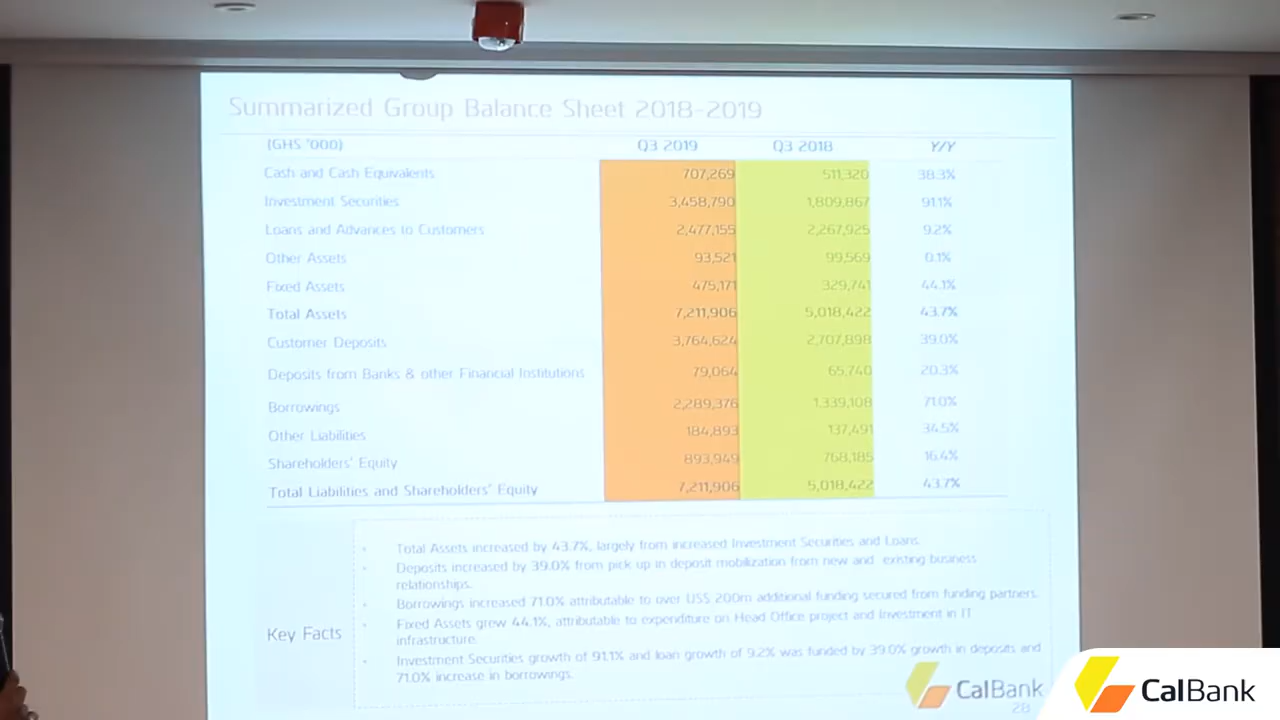 Summarized Group Balance Sheet 2018-2019
(GHS '000) Q3 2019 Q3 2018 Y/Y
Cash and Cash Equivalents 707,269 511,320 38.3%
Investment Securities 3,458,790 1,809,867 91.1%
Loans and Advances to Customers 2,477,155 2,267,925 9.2%
Other Assets 93,521 99,569 0.1%
Fixed Assets 475,171 329,741 44.1%
Total Assets 7,211,906 5,018,422 43.7%
Customer Deposits 3,764,624 2,707,898 39.0%
Deposits from Banks & other Financial Institutions 79,064 65,740 20.3%
Borrowings 2,289,376 1,339,108 71.0%
Other Liabilities 184,893 137,491 34.5%
Shareholders' Equity 893,949 768,185 16.4%
Total Liabilities and Shareholders' Equity 7,211,906 5,018,422 43.7%
Key Facts
• Total Assets increased by 43.7%, largely from increased Investment Securities and Loans.
• Deposits increased by 39.0% from pick up in deposit mobilization from new and existing business
relationships.
• Borrowings increased 71.0% attributable to over US$ 200m additional funding secured from funding partners.
• Fixed Assets grew 44.1%, attributable to expenditure on Head Office project and Investment in IT
infrastructure.
• Investment Securities growth of 91.1% and loan growth of 9.2% was funded by 39.0% growth in deposits and
71.0% increase in borrowings.
CalBank
28
CalBank